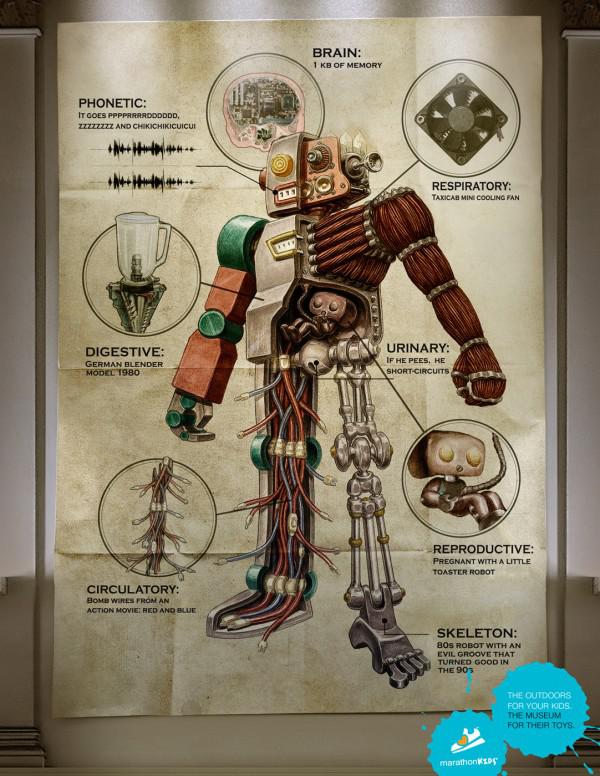 BRAIN:
1 KB OF MEMORY
PHONETIC:
IT GOES PPPPRRRRDDDDDD,
ZZZZZZZZ AND CHIKICHIKICUICUI
RESPIRATORY:
TAXICAB MINI COOLING FAN
DIGESTIVE:
GERMAN BLENDER
MODEL 1980
URINARY:
IF HE PEES, HE
SHORT-CIRCUITS
REPRODUCTIVE:
PREGNANT WITH A LITTLE
TOASTER ROBOT
CIRCULATORY:
BOMB WIRES FROM AN
ACTION MOVIE: RED AND BLUE
SKELETON:
80S ROBOT WITH AN
EVIL GROOVE THAT
TURNED GOOD IN
THE 90S
THE OUTDOORS
FOR YOUR KIDS.
THE MUSEUM
FOR THEIR TOYS.
marathonKIDS